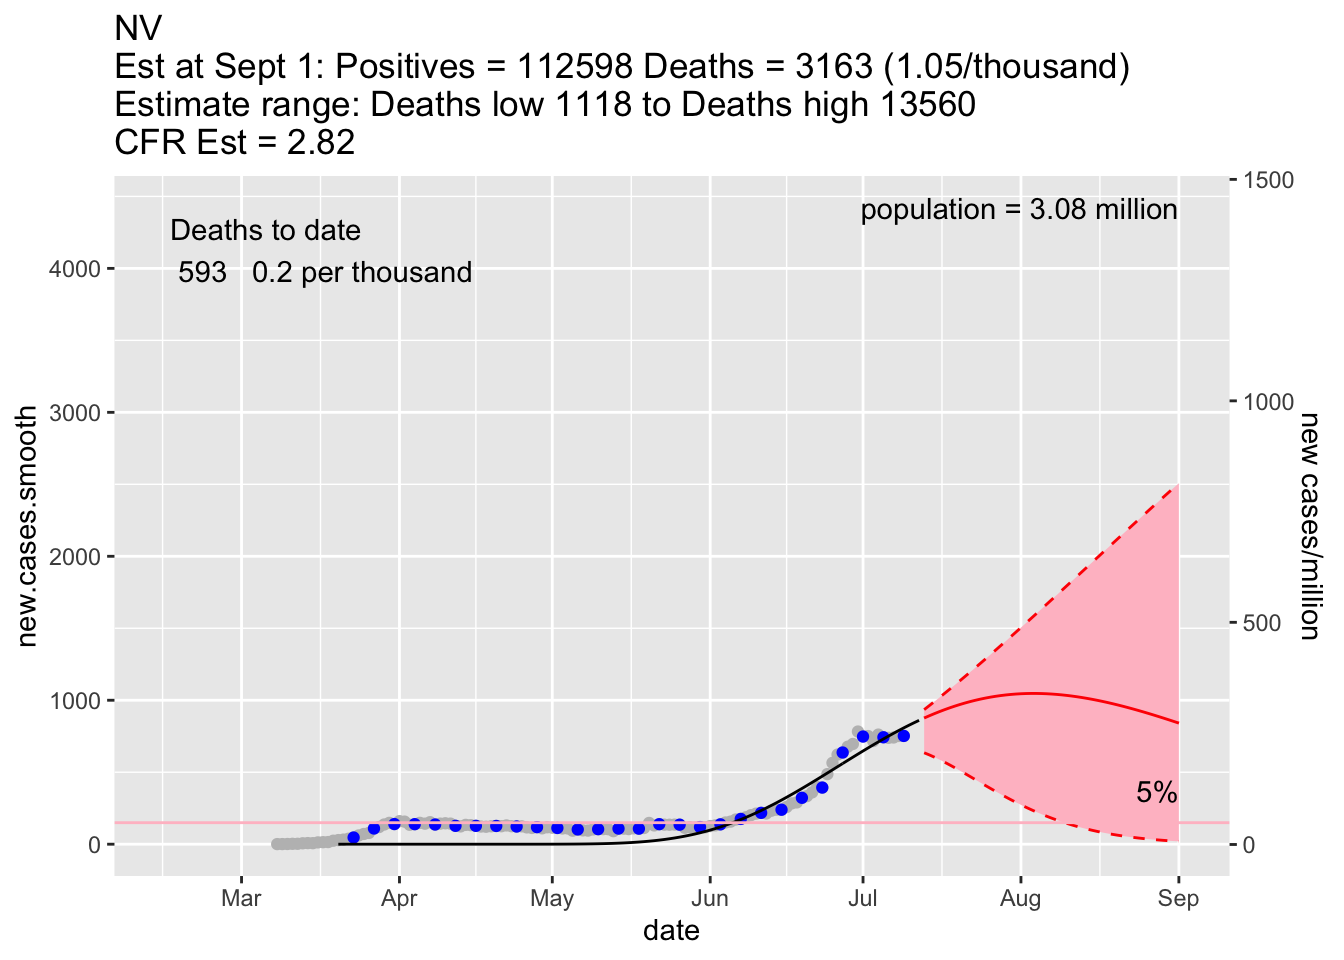 NV
Est at Sept 1: Positives = 112598 Deaths = 3163 (1.05/thousand)
Estimate range: Deaths low 1118 to Deaths high 13560
CFR Est = 2.82
1500
population = 3.08 million
Deaths to date
593 0.2 per thousand
4000
3000
1000
2000
500
1000
0
0
5%
new.cases.smooth
new cases/million
Mar Apr May Jun Jul Aug Sep
date